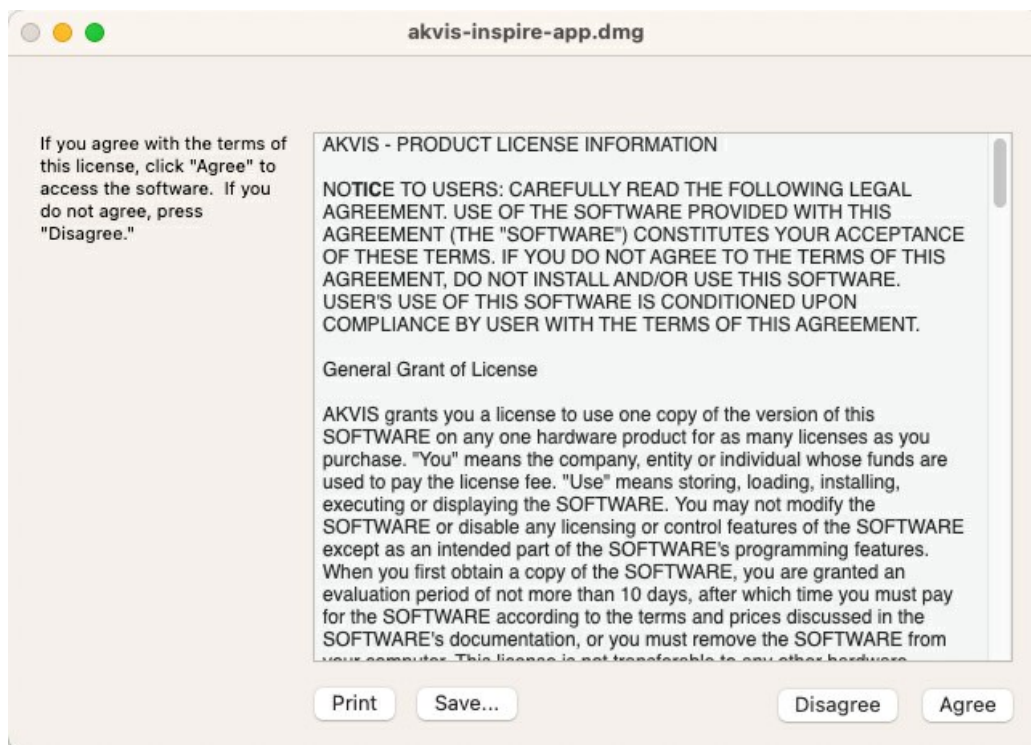 akvis-inspire-app.dmg
If you agree with the terms of
this license, click "Agree" to
access the software.  If you
do not agree, press
"Disagree."
AKVIS - PRODUCT LICENSE INFORMATION
NOTICE TO USERS: CAREFULLY READ THE FOLLOWING LEGAL
AGREEMENT. USE OF THE SOFTWARE PROVIDED WITH THIS
AGREEMENT (THE "SOFTWARE") CONSTITUTES YOUR ACCEPTANCE
OF THESE TERMS. IF YOU DO NOT AGREE TO THE TERMS OF THIS
AGREEMENT, DO NOT INSTALL AND/OR USE THIS SOFTWARE.
USER'S USE OF THIS SOFTWARE IS CONDITIONED UPON
COMPLIANCE BY USER WITH THE TERMS OF THIS AGREEMENT.
General Grant of License
AKVIS grants you a license to use one copy of the version of this
SOFTWARE on any one hardware product for as many licenses as you
purchase. "You" means the company, entity or individual whose funds are
used to pay the license fee. "Use" means storing, loading, installing,
executing or displaying the SOFTWARE. You may not modify the
SOFTWARE or disable any licensing or control features of the SOFTWARE
except as an intended part of the SOFTWARE's programming features.
When you first obtain a copy of the SOFTWARE, you are granted an
evaluation period of not more than 10 days, after which time you must pay
for the SOFTWARE according to the terms and prices discussed in the
SOFTWARE's documentation, or you must remove the SOFTWARE from
your computer. This license is not transferable to any other hardware
Print
Save...
Disagree
Agree